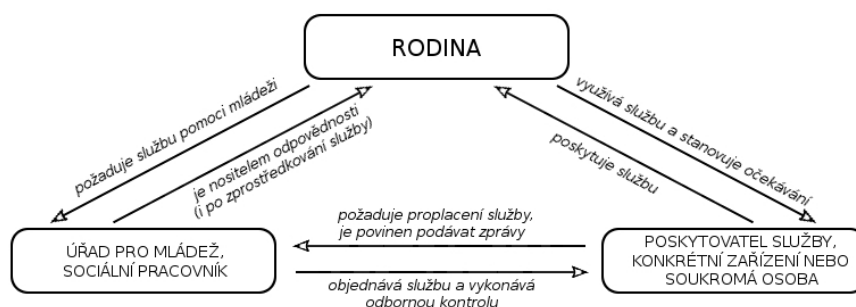 RODINA
požaduje službu pomoci mládeži
je nositelem odpovědnosti
(i po zprostředkování služby)
využívá službu a stanovuje očekávání
poskytuje službu
požaduje proplacení služby,
je povinen podávat zprávy
ÚŘAD PRO MLÁDEŽ,
SOCIÁLNÍ PRACOVNÍK
POSKYTOVATEL SLUŽBY,
KONKRÉTNÍ ZAŘÍZENÍ NEBO
SOUKROMÁ OSOBA
objednává službu a vykonává
odbornou kontrolu